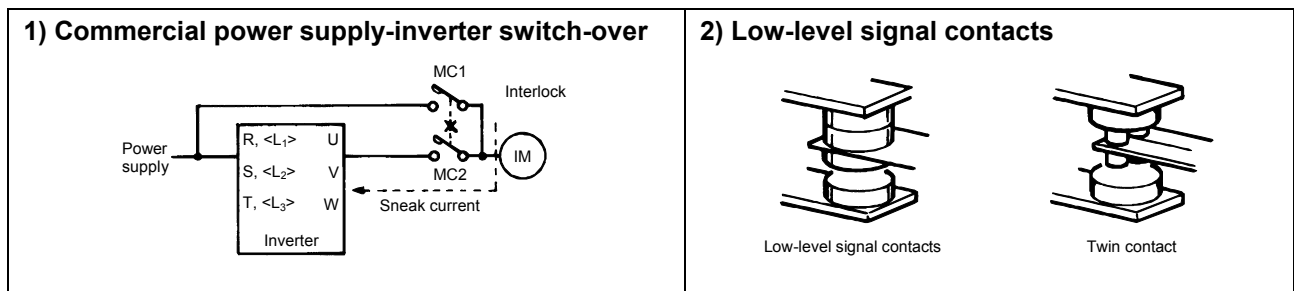 1) Commercial power supply-inverter switch-over
MC1
Interlock
Power
supply
R, <L₁> U
S, <L₂> V
T, <L₃> W
IM
MC2
Sneak current
Inverter
2) Low-level signal contacts
Low-level signal contacts
Twin contact